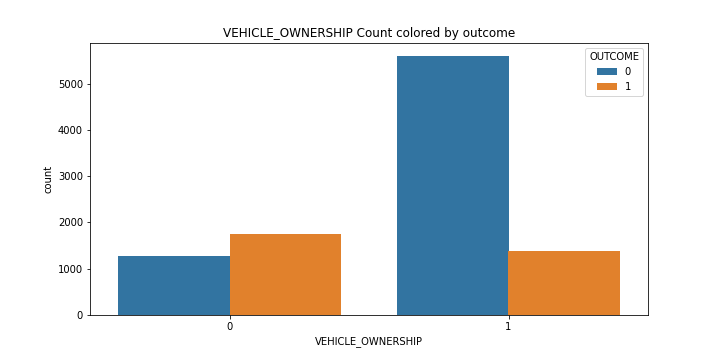 VEHICLE_OWNERSHIP Count colored by outcome
OUTCOME
0
1
5000
4000
3000
2000
1000
0
count
0 1
VEHICLE_OWNERSHIP